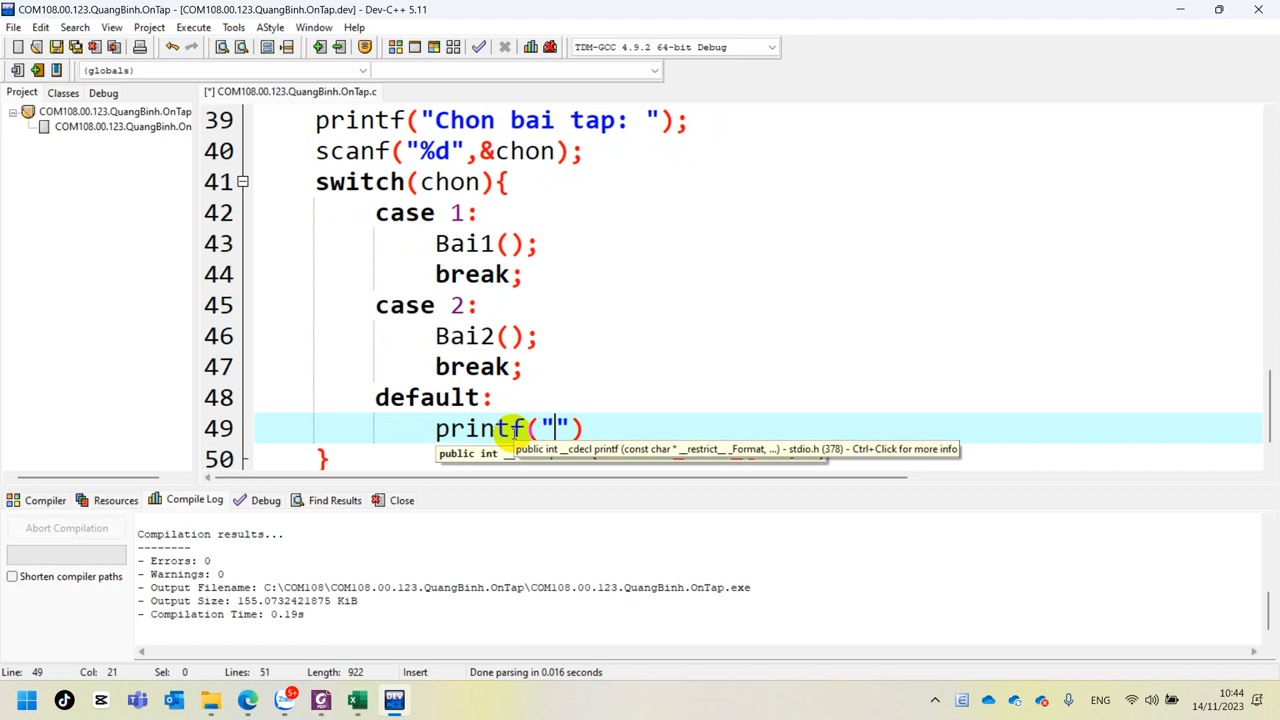 COM108.00.123.QuangBinh.OnTap - [COM108.00.123.QuangBinh.OnTap.dev] - Dev-C++ 5.11
File Edit Search View Project Execute Tools AStyle Window Help
TDM-GCC 4.9.2 64-bit Debug
(globals)
Project Classes Debug
[*] COM108.00.123.QuangBinh.OnTap.c
COM108.00.123.QuangBinh.OnTap
COM108.00.123.QuangBinh.On
39 printf("Chon bai tap: ");
40 scanf("%d",&chon);
41 switch(chon){
42 case 1:
43 Bai1();
44 break;
45 case 2:
46 Bai2();
47 break;
48 default:
49 printf("")
public int __cdecl printf (const char * __restrict__ _Format, ...) - stdio.h (378) - Ctrl+Click for more info
public int
50 }
Compiler Resources Compile Log Debug Find Results Close
Abort Compilation
Shorten compiler paths
Compilation results...
--------
- Errors: 0
- Warnings: 0
- Output Filename: C:\COM108\COM108.00.123.QuangBinh.OnTap\COM108.00.123.QuangBinh.OnTap.exe
- Output Size: 155.0732421875 KiB
- Compilation Time: 0.19s
Line: 49 Col: 21 Sel: 0 Lines: 51 Length: 922 Insert Done parsing in 0.016 seconds
5+
ENG
10:44
14/11/2023